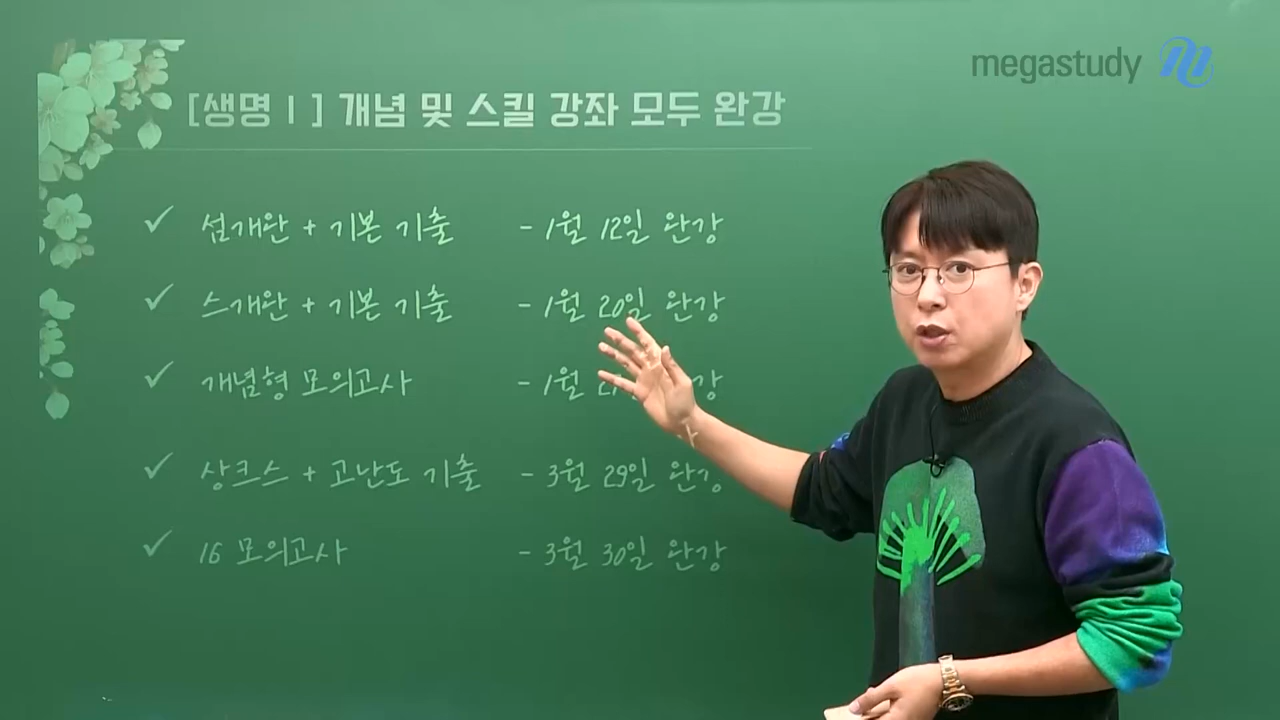 megastudy
[생명 I] 개념 및 스킬 강좌 모두 완강
✓ 섬개완 + 기본 기출 - 1월 12일 완강
✓ 스개완 + 기본 기출 - 1월 20일 완강
✓ 개념형 모의고사 - 1월 강
✓ 상크스 + 고난도 기출 - 3월 29일 완강
✓ 16 모의고사 - 3월 30일 완강